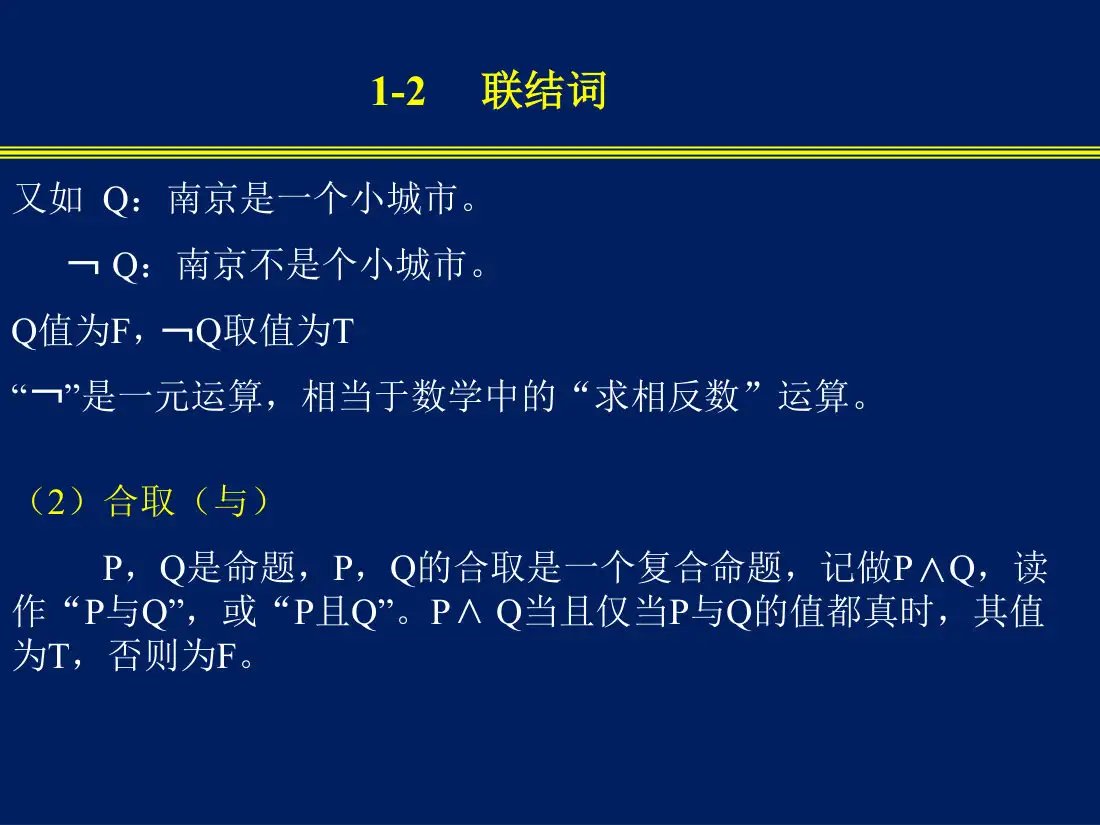 1-2 联结词
又如 Q：南京是一个小城市。
￢ Q：南京不是个小城市。
Q值为F，￢Q取值为T
“￢”是一元运算，相当于数学中的“求相反数”运算。
（2）合取（与）
P，Q是命题，P，Q的合取是一个复合命题，记做P∧Q，读
作“P与Q”，或“P且Q”。P∧ Q当且仅当P与Q的值都真时，其值
为T，否则为F。